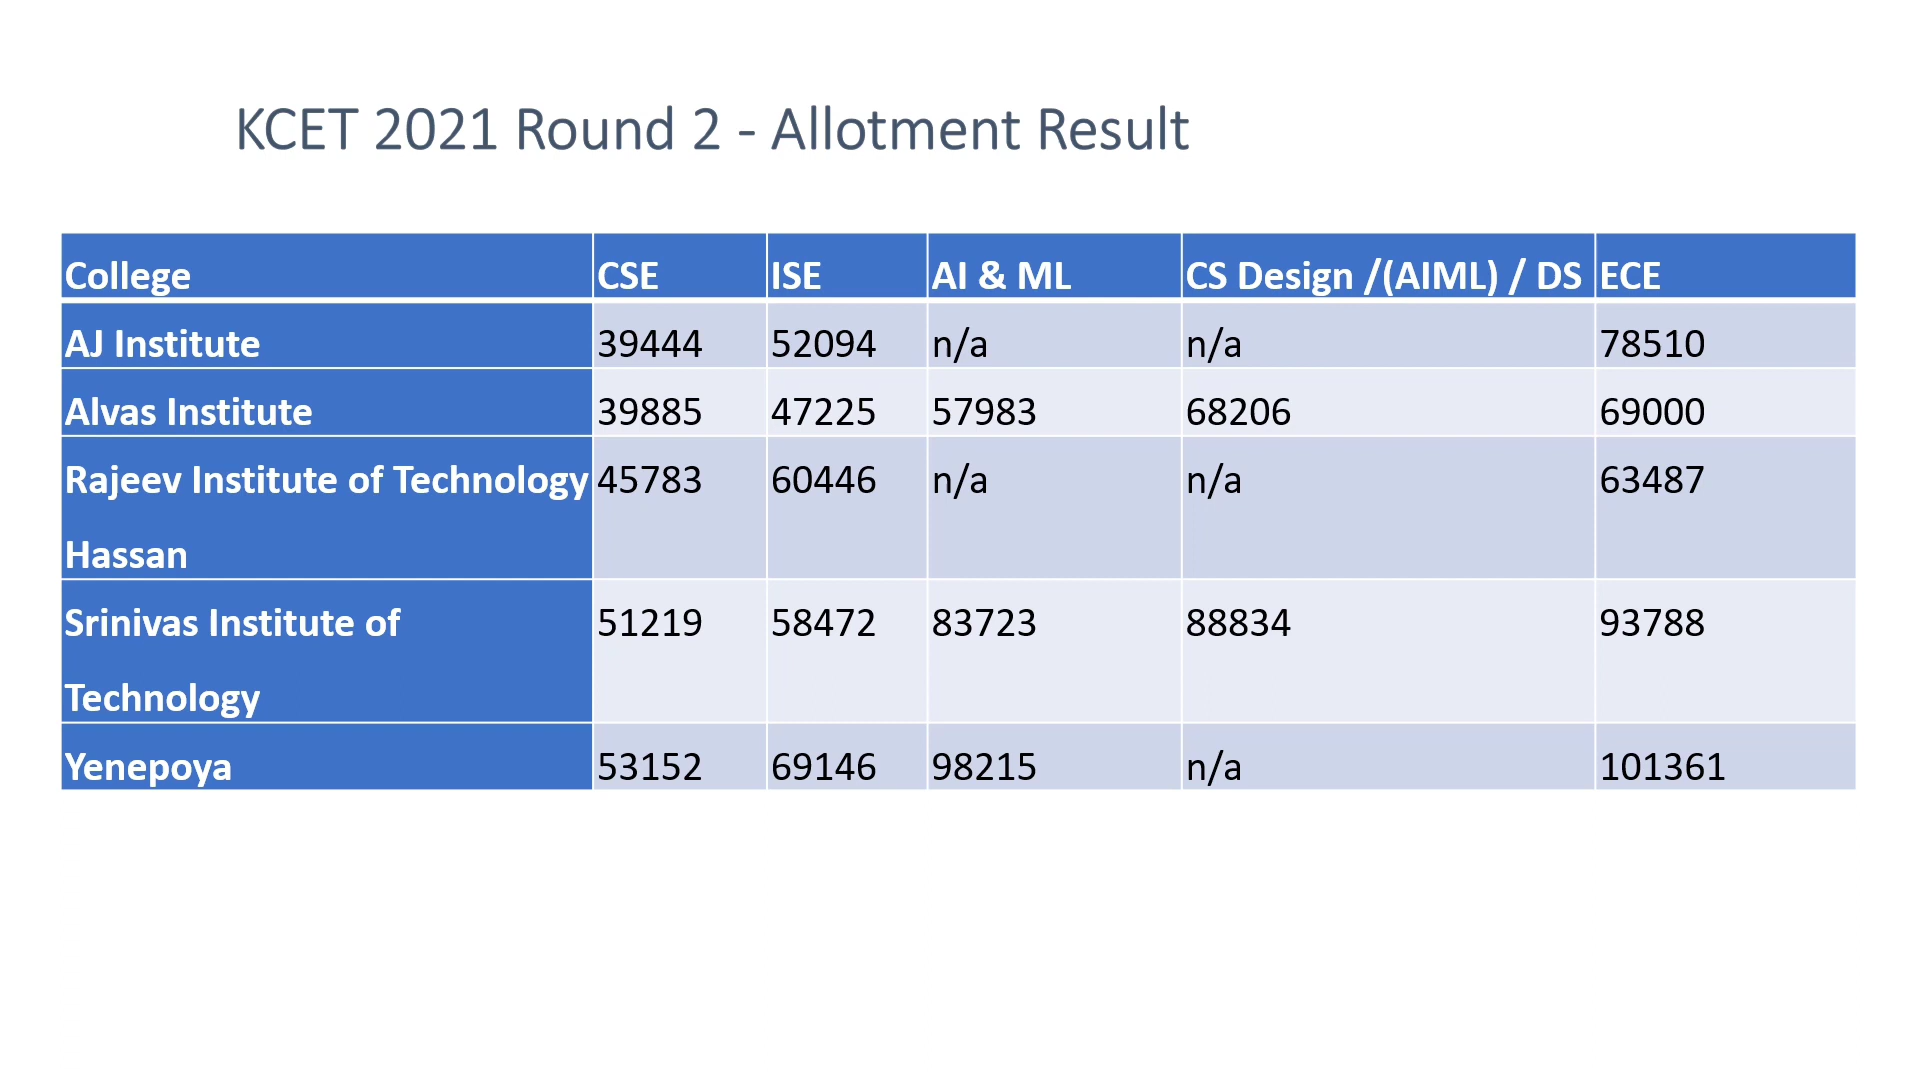 KCET 2021 Round 2 - Allotment Result
College CSE ISE AI & ML CS Design /(AIML) / DS ECE
AJ Institute 39444 52094 n/a n/a 78510
Alvas Institute 39885 47225 57983 68206 69000
Rajeev Institute of Technology 45783 60446 n/a n/a 63487
Hassan
Srinivas Institute of 51219 58472 83723 88834 93788
Technology
Yenepoya 53152 69146 98215 n/a 101361